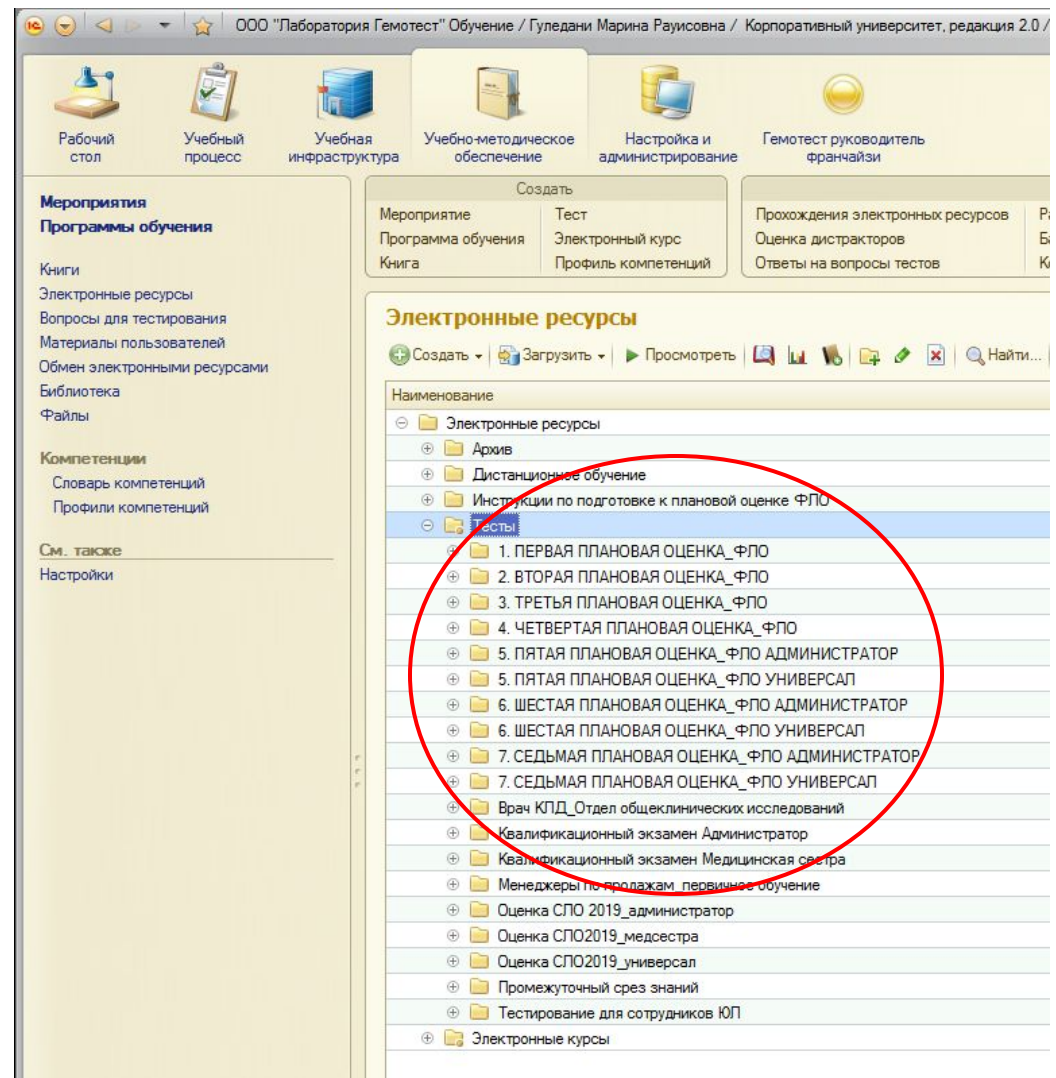 ООО "Лаборатория Гемотест" Обучение / Гуледани Марина Рауисовна / Корпоративный университет, редакция 2.0 /
Рабочий стол
Учебный процесс
Учебная инфраструктура
Учебно-методическое обеспечение
Настройка и администрирование
Гемотест руководитель франчайзи
Мероприятия
Программы обучения
Книги
Электронные ресурсы
Вопросы для тестирования
Материалы пользователей
Обмен электронными ресурсами
Библиотека
Файлы
Компетенции
Словарь компетенций
Профили компетенций
См. также
Настройки
Создать
Мероприятие Тест
Программа обучения Электронный курс
Книга Профиль компетенций
Прохождения электронных ресурсов
Оценка дистракторов
Ответы на вопросы тестов
Электронные ресурсы
Создать Загрузить Просмотреть Найти...
Наименование
Электронные ресурсы
Архив
Дистанционное обучение
Инструкции по подготовке к плановой оценке ФЛО
Тесты
1. ПЕРВАЯ ПЛАНОВАЯ ОЦЕНКА_ФЛО
2. ВТОРАЯ ПЛАНОВАЯ ОЦЕНКА_ФЛО
3. ТРЕТЬЯ ПЛАНОВАЯ ОЦЕНКА_ФЛО
4. ЧЕТВЕРТАЯ ПЛАНОВАЯ ОЦЕНКА_ФЛО
5. ПЯТАЯ ПЛАНОВАЯ ОЦЕНКА_ФЛО АДМИНИСТРАТОР
5. ПЯТАЯ ПЛАНОВАЯ ОЦЕНКА_ФЛО УНИВЕРСАЛ
6. ШЕСТАЯ ПЛАНОВАЯ ОЦЕНКА_ФЛО АДМИНИСТРАТОР
6. ШЕСТАЯ ПЛАНОВАЯ ОЦЕНКА_ФЛО УНИВЕРСАЛ
7. СЕДЬМАЯ ПЛАНОВАЯ ОЦЕНКА_ФЛО АДМИНИСТРАТОР
7. СЕДЬМАЯ ПЛАНОВАЯ ОЦЕНКА_ФЛО УНИВЕРСАЛ
Врач КЛД_Отдел общеклинических исследований
Квалификационный экзамен Администратор
Квалификационный экзамен Медицинская сестра
Менеджеры по продажам_первичное обучение
Оценка СЛО 2019_администратор
Оценка СЛО2019_медсестра
Оценка СЛО2019_универсал
Промежуточный срез знаний
Тестирование для сотрудников ЮЛ
Электронные курсы